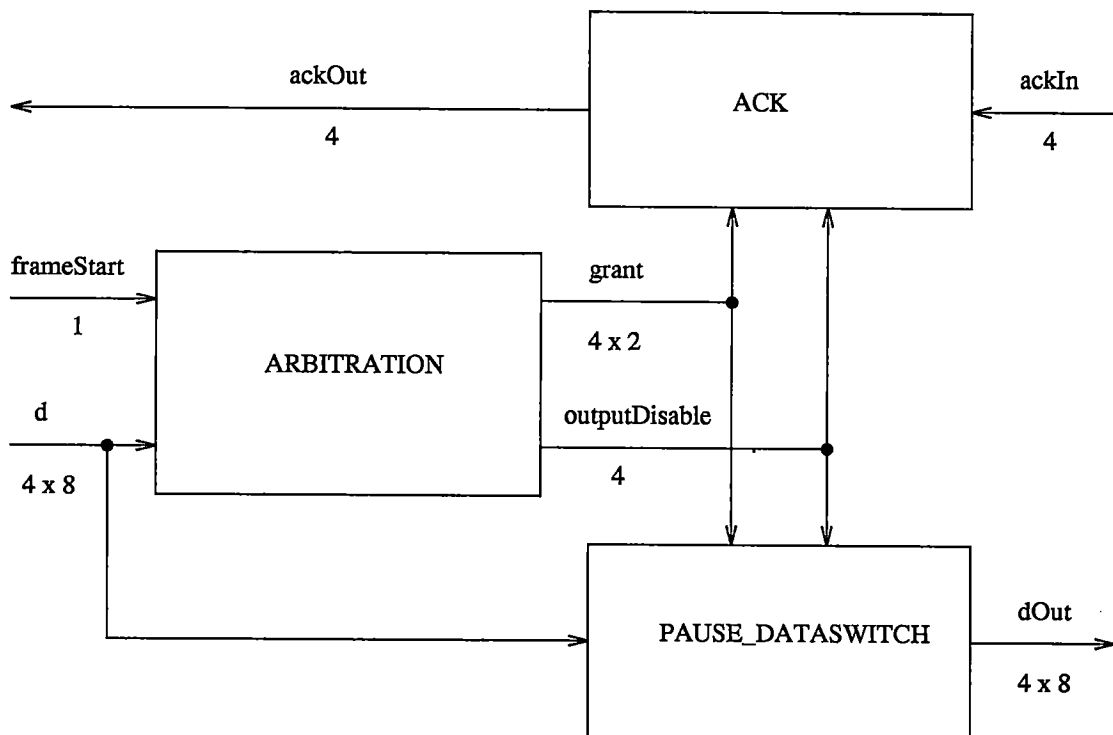 ackOut
4
ACK
ackIn
4
frameStart
1
d
4 x 8
ARBITRATION
grant
4 x 2
outputDisable
4
PAUSE_DATASWITCH
dOut
4 x 8